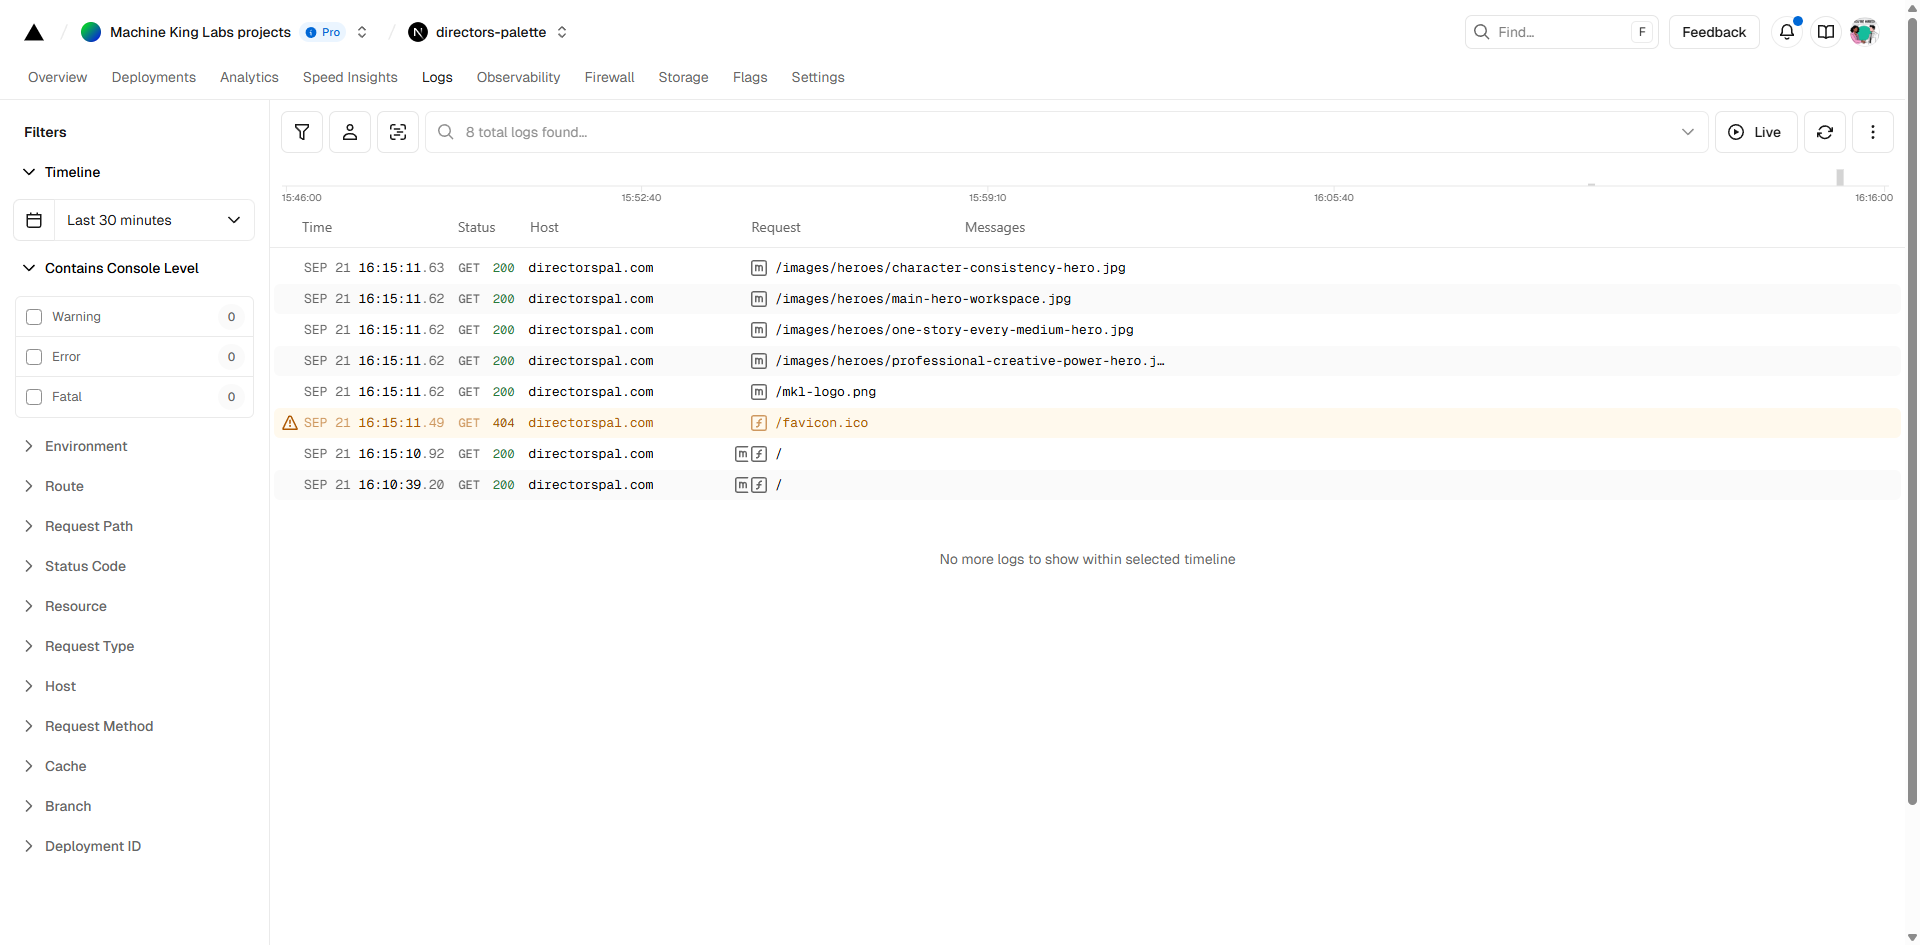 Machine King Labs projects Pro directors-palette Find... F Feedback
Overview Deployments Analytics Speed Insights Logs Observability Firewall Storage Flags Settings
Filters
Timeline
Last 30 minutes
Contains Console Level
Warning 0
Error 0
Fatal 0
Environment
Route
Request Path
Status Code
Resource
Request Type
Host
Request Method
Cache
Branch
Deployment ID
8 total logs found... Live
15:46:00 15:52:40 15:59:10 16:05:40 16:16:00
Time Status Host Request Messages
SEP 21 16:15:11.63 GET 200 directorspal.com m /images/heroes/character-consistency-hero.jpg
SEP 21 16:15:11.62 GET 200 directorspal.com m /images/heroes/main-hero-workspace.jpg
SEP 21 16:15:11.62 GET 200 directorspal.com m /images/heroes/one-story-every-medium-hero.jpg
SEP 21 16:15:11.62 GET 200 directorspal.com m /images/heroes/professional-creative-power-hero.j…
SEP 21 16:15:11.62 GET 200 directorspal.com m /mkl-logo.png
SEP 21 16:15:11.49 GET 404 directorspal.com f /favicon.ico
SEP 21 16:15:10.92 GET 200 directorspal.com m f /
SEP 21 16:10:39.20 GET 200 directorspal.com m f /
No more logs to show within selected timeline